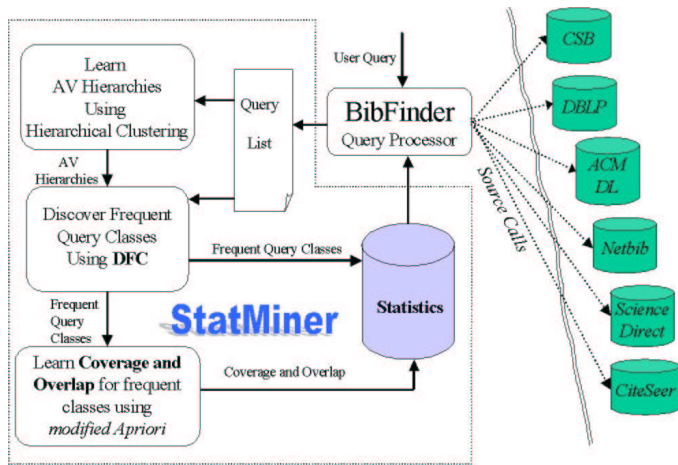 Learn
AV Hierarchies
Using
Hierarchical Clustering
Query
List
User Query
BibFinder
Query Processor
CSB
DBLP
ACM
DL
Netbib
Science
Direct
CiteSeer
Source Calls
AV
Hierarchies
Discover Frequent
Query Classes
Using DFC
Frequent Query Classes
Statistics
Frequent
Query
Classes
StatMiner
Learn Coverage and
Overlap for frequent
classes using
modified Apriori
Coverage and Overlap